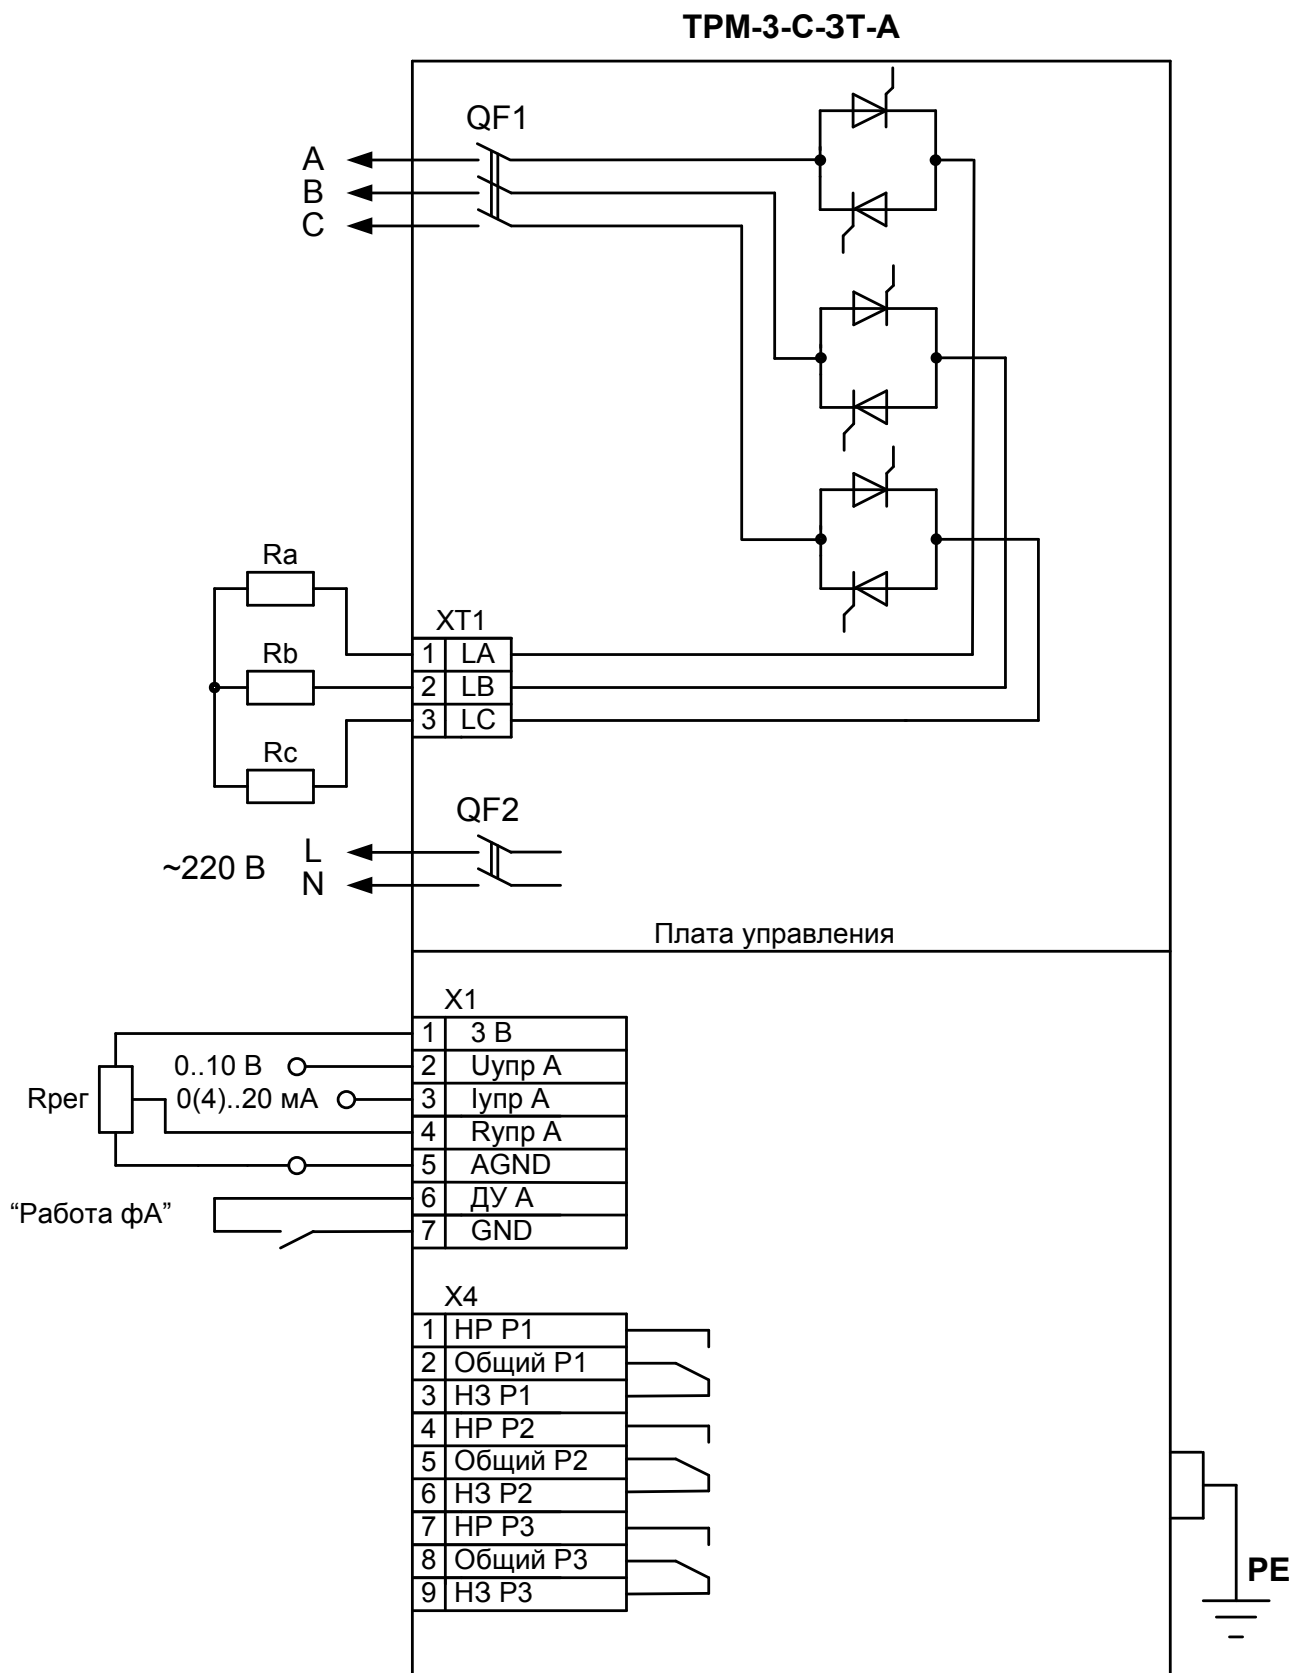 ТРМ-3-С-3Т-А
QF1
A
B
C
Ra
Rb
Rc
XT1
1 LA
2 LB
3 LC
QF2
~220 В
L
N
Плата управления
X1
1 3 В
0..10 В 2 Uупр А
Rрег 0(4)..20 мА 3 Iупр А
4 Rупр А
5 AGND
"Работа фА" 6 ДУ А
7 GND
X4
1 НР Р1
2 Общий Р1
3 НЗ Р1
4 НР Р2
5 Общий Р2
6 НЗ Р2
7 НР Р3
8 Общий Р3
9 НЗ Р3
PE